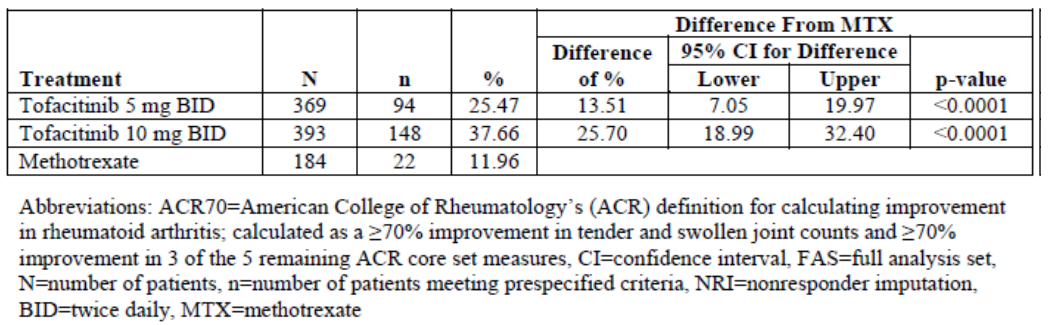 Difference From MTX
Difference 95% CI for Difference
Treatment N n % of % Lower Upper p-value
Tofacitinib 5 mg BID 369 94 25.47 13.51 7.05 19.97 <0.0001
Tofacitinib 10 mg BID 393 148 37.66 25.70 18.99 32.40 <0.0001
Methotrexate 184 22 11.96
Abbreviations: ACR70=American College of Rheumatology's (ACR) definition for calculating improvement
in rheumatoid arthritis; calculated as a ≥70% improvement in tender and swollen joint counts and ≥70%
improvement in 3 of the 5 remaining ACR core set measures, CI=confidence interval, FAS=full analysis set,
N=number of patients, n=number of patients meeting prespecified criteria, NRI=nonresponder imputation,
BID=twice daily, MTX=methotrexate